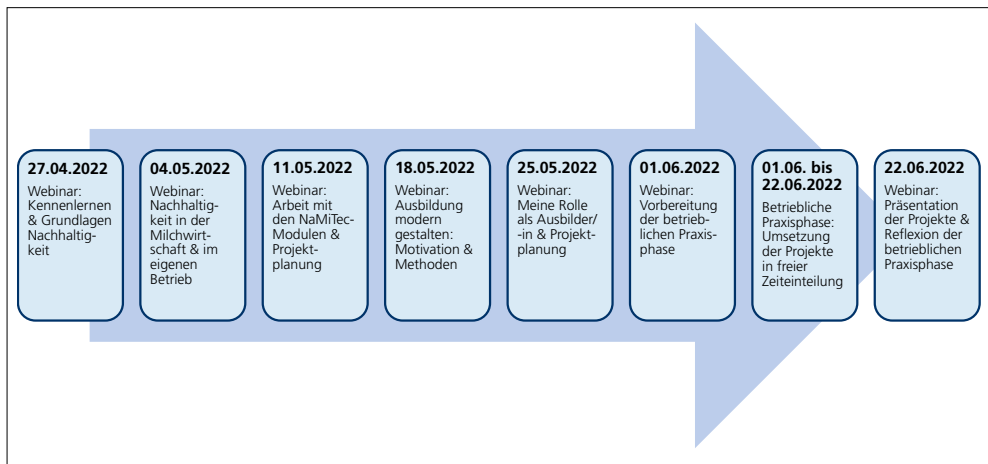 27.04.2022
Webinar:
Kennenlernen
& Grundlagen
Nachhaltig-
keit
04.05.2022
Webinar:
Nachhaltig-
keit in der
Milchwirt-
schaft & im
eigenen
Betrieb
11.05.2022
Webinar:
Arbeit mit
den NaMiTec-
Modulen &
Projekt-
planung
18.05.2022
Webinar:
Ausbildung
modern
gestalten:
Motivation &
Methoden
25.05.2022
Webinar:
Meine Rolle
als Ausbilder/
-in & Projekt-
planung
01.06.2022
Webinar:
Vorbereitung
der betrieb-
lichen Praxis-
phase
01.06. bis
22.06.2022
Betriebliche
Praxisphase:
Umsetzung
der Projekte
in freier
Zeiteinteilung
22.06.2022
Webinar:
Präsentation
der Projekte &
Reflexion der
betrieblichen
Praxisphase